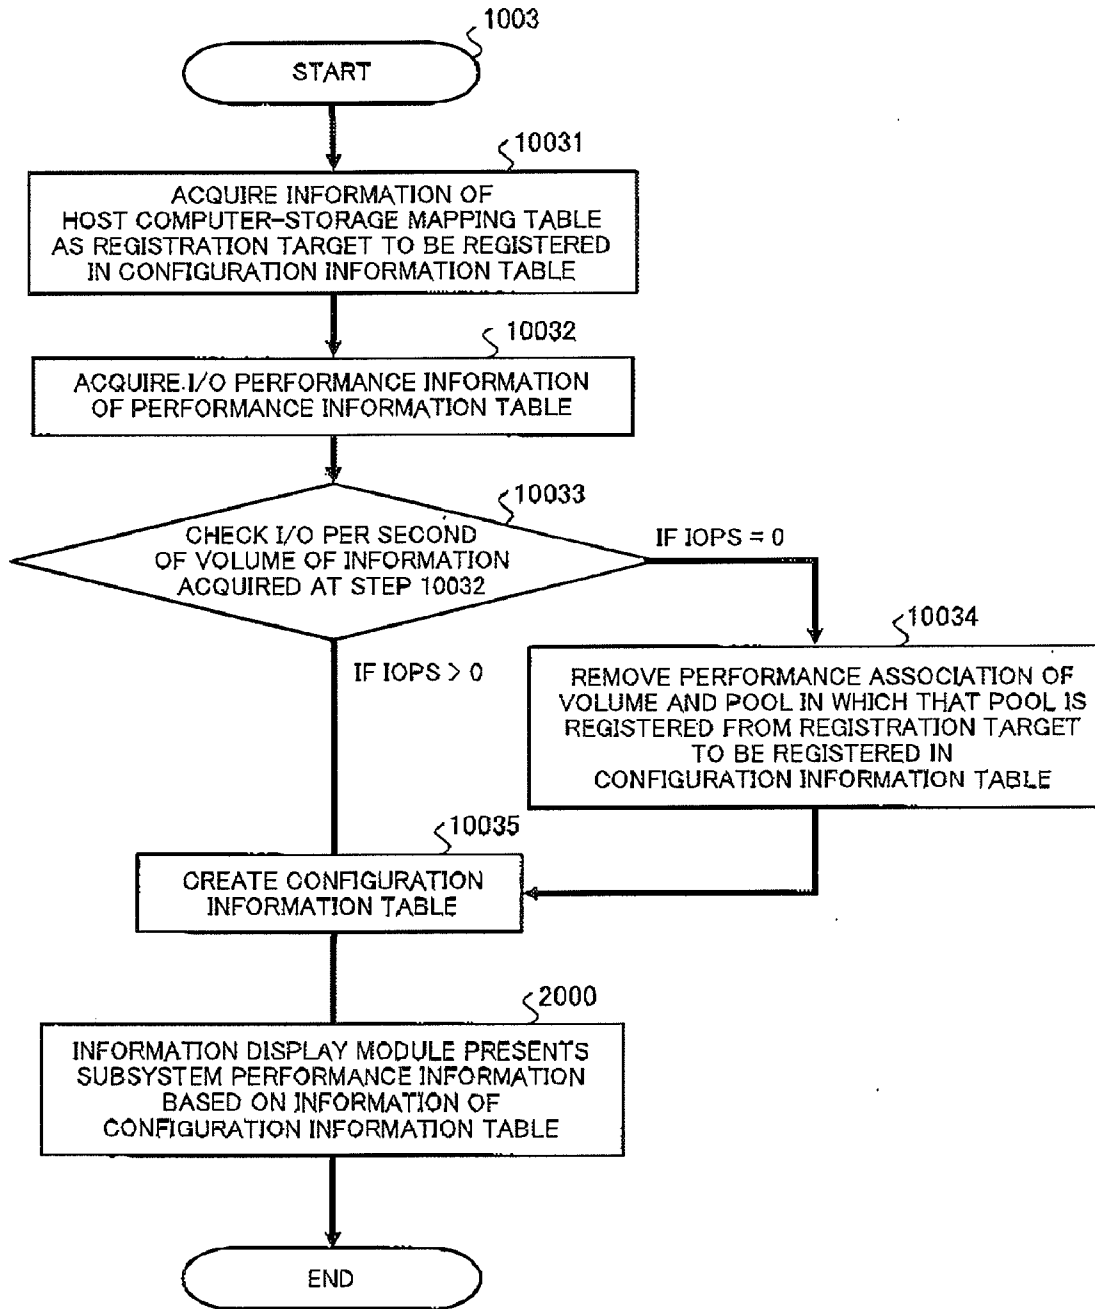 1003
START
10031
ACQUIRE INFORMATION OF
HOST COMPUTER-STORAGE MAPPING TABLE
AS REGISTRATION TARGET TO BE REGISTERED
IN CONFIGURATION INFORMATION TABLE
10032
ACQUIRE I/O PERFORMANCE INFORMATION
OF PERFORMANCE INFORMATION TABLE
10033
CHECK I/O PER SECOND
OF VOLUME OF INFORMATION
ACQUIRED AT STEP 10032
IF IOPS = 0
IF IOPS > 0
10034
REMOVE PERFORMANCE ASSOCIATION OF
VOLUME AND POOL IN WHICH THAT POOL IS
REGISTERED FROM REGISTRATION TARGET
TO BE REGISTERED IN
CONFIGURATION INFORMATION TABLE
10035
CREATE CONFIGURATION
INFORMATION TABLE
2000
INFORMATION DISPLAY MODULE PRESENTS
SUBSYSTEM PERFORMANCE INFORMATION
BASED ON INFORMATION OF
CONFIGURATION INFORMATION TABLE
END